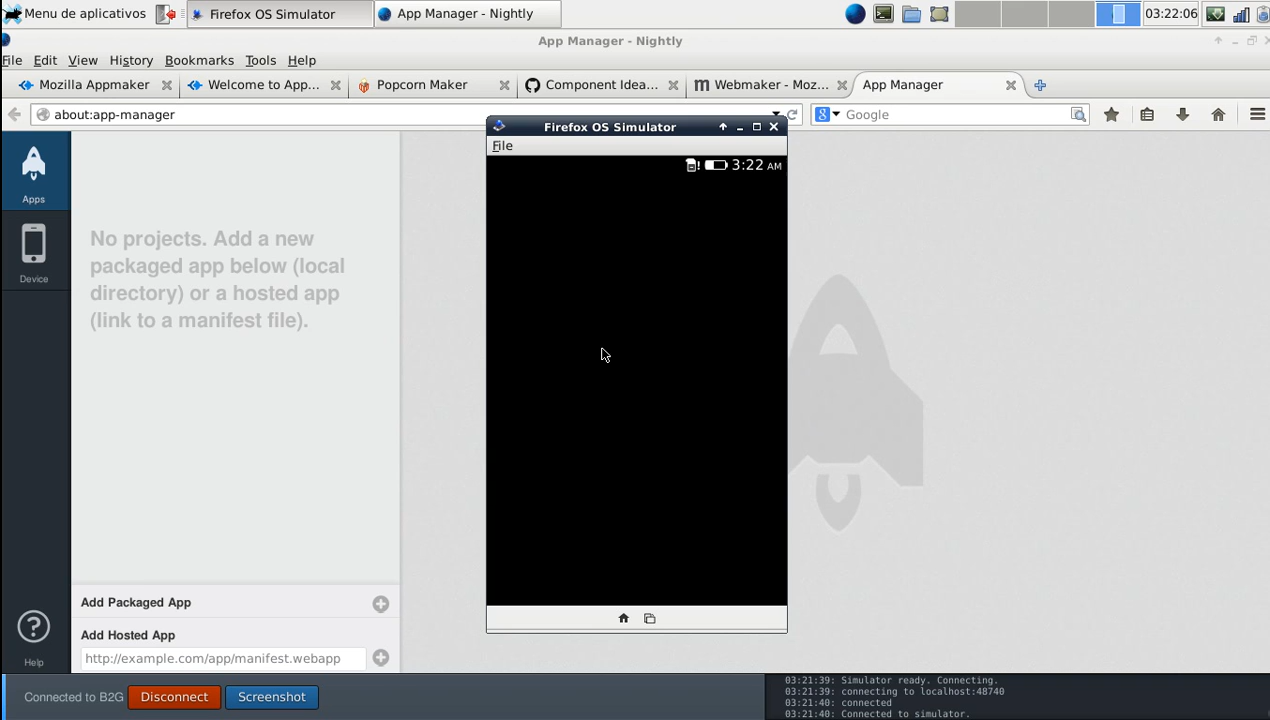 Menu de aplicativos
Firefox OS Simulator
App Manager - Nightly
03:22:06
App Manager - Nightly
File Edit View History Bookmarks Tools Help
Mozilla Appmaker
Welcome to App...
Popcorn Maker
Component Idea...
Webmaker - Moz...
App Manager
about:app-manager
Google
Firefox OS Simulator
File
3:22 AM
Apps
Device
No projects. Add a new
packaged app below (local
directory) or a hosted app
(link to a manifest file).
Add Packaged App
Add Hosted App
http://example.com/app/manifest.webapp
Help
Connected to B2G
Disconnect
Screenshot
03:21:39: Simulator ready. Connecting.
03:21:39: connecting to localhost:48740
03:21:40: connected
03:21:40: Connected to simulator.